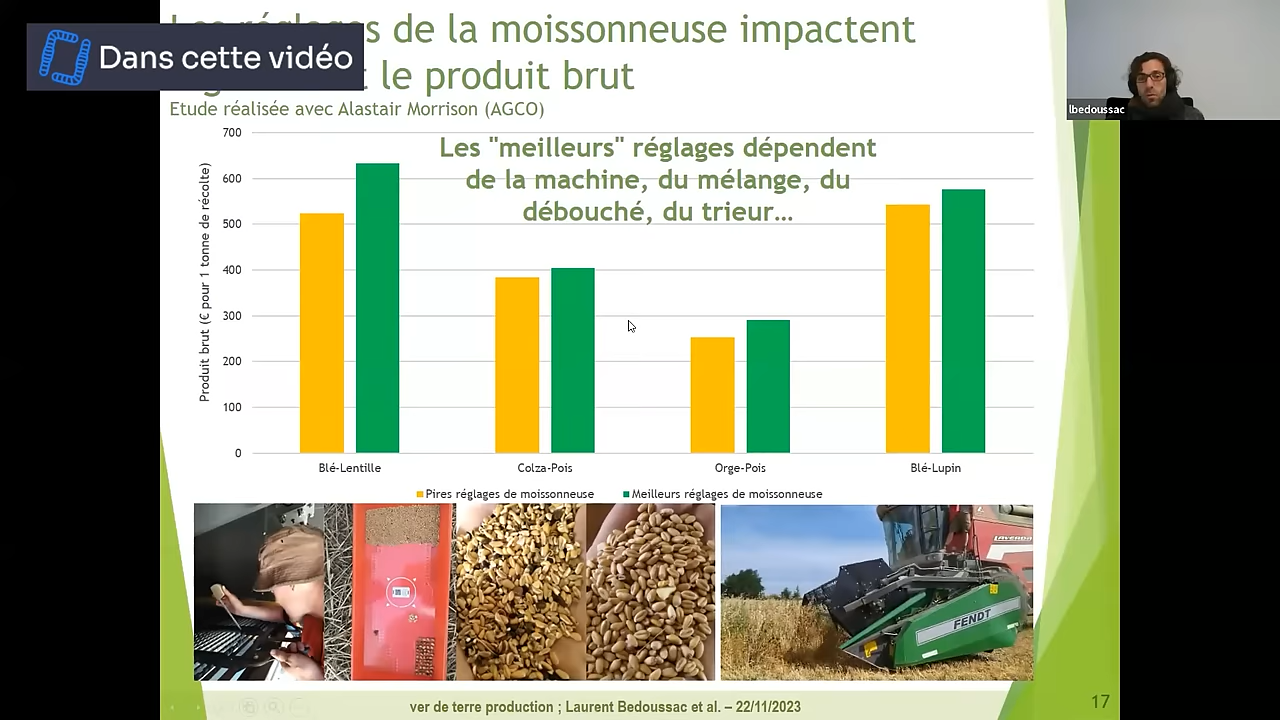 Les réglages de la moissonneuse impactent
le produit brut
Dans cette vidéo
lbedoussac
Etude réalisée avec Alastair Morrison (AGCO)
Les "meilleurs" réglages dépendent
de la machine, du mélange, du
débouché, du trieur…
Produit brut (€ pour 1 tonne de récolte)
700
600
500
400
300
200
100
0
Blé-Lentille
Colza-Pois
Orge-Pois
Blé-Lupin
Pires réglages de moissonneuse
Meilleurs réglages de moissonneuse
LAVERDA
FENDT
ver de terre production ; Laurent Bedoussac et al. – 22/11/2023
17